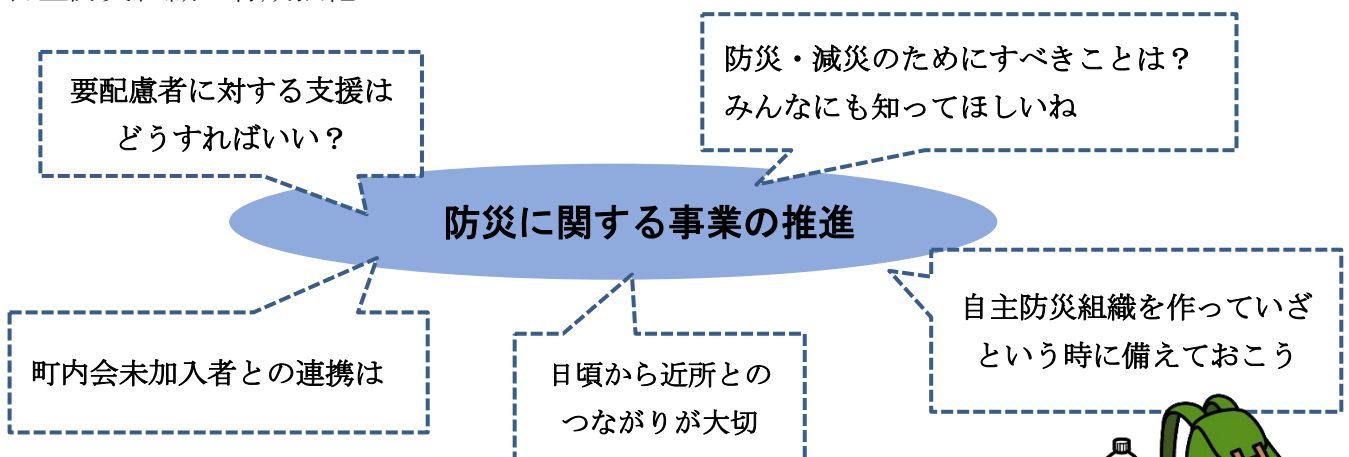 要配慮者に対する支援は
どうすればいい？
防災・減災のためにすべきことは？
みんなにも知ってほしいね
防災に関する事業の推進
町内会未加入者との連携は
日頃から近所との
つながりが大切
自主防災組織を作っていざ
という時に備えておこう